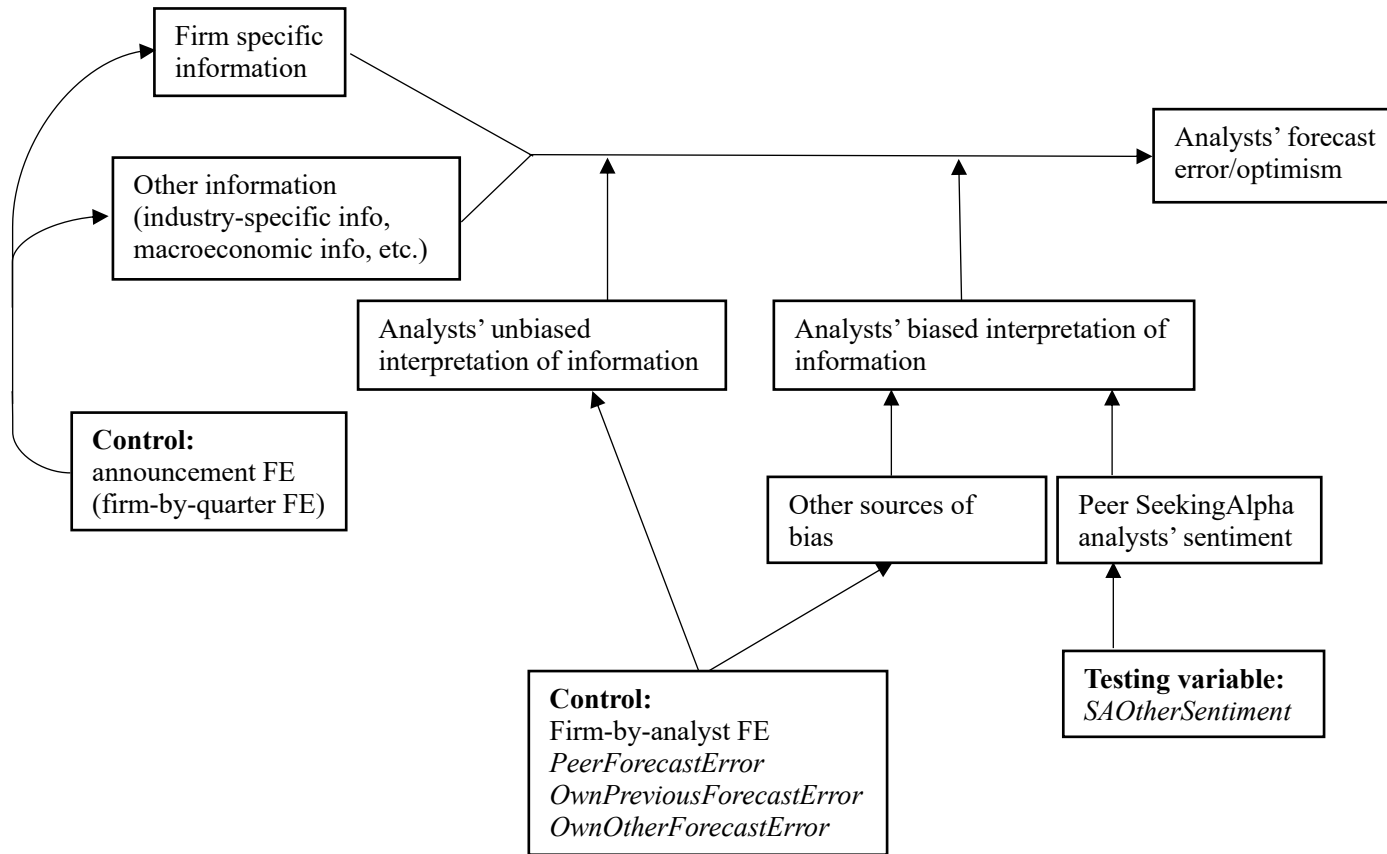 Firm specific
information
Analysts’ forecast
error/optimism
Other information
(industry-specific info,
macroeconomic info, etc.)
Analysts’ unbiased
interpretation of information
Analysts’ biased interpretation of
information
Control:
announcement FE
(firm-by-quarter FE)
Other sources of
bias
Peer SeekingAlpha
analysts’ sentiment
Control:
Firm-by-analyst FE
PeerForecastError
OwnPreviousForecastError
OwnOtherForecastError
Testing variable:
SAOtherSentiment